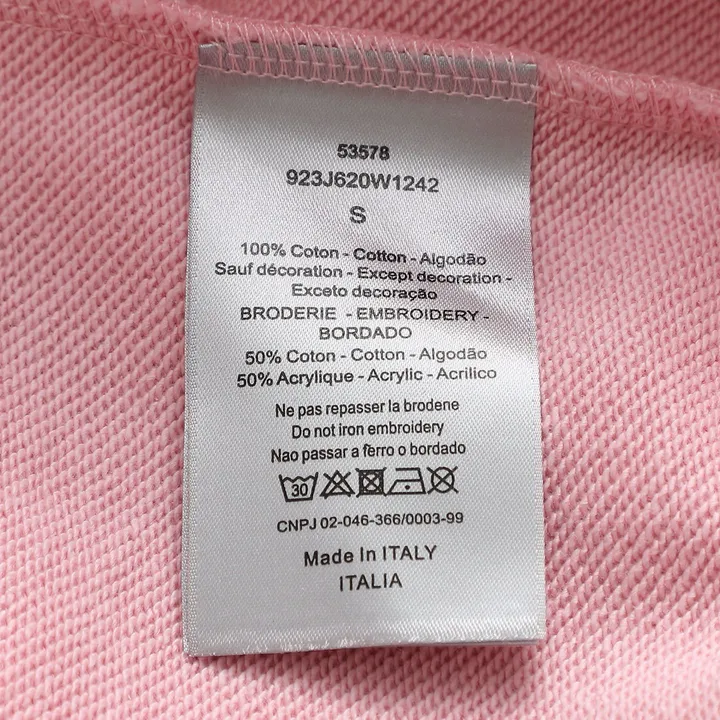 53578
923J620W1242
S
100% Coton - Cotton - Algodão
Sauf décoration - Except decoration -
Exceto decoração
BRODERIE - EMBROIDERY -
BORDADO
50% Coton - Cotton - Algodão
50% Acrylique - Acrylic - Acrilico
Ne pas repasser la brodene
Do not iron embroidery
Nao passar a fèrro o bordado
30
CNPJ 02-046-366/0003-99
Made In ITALY
ITALIA